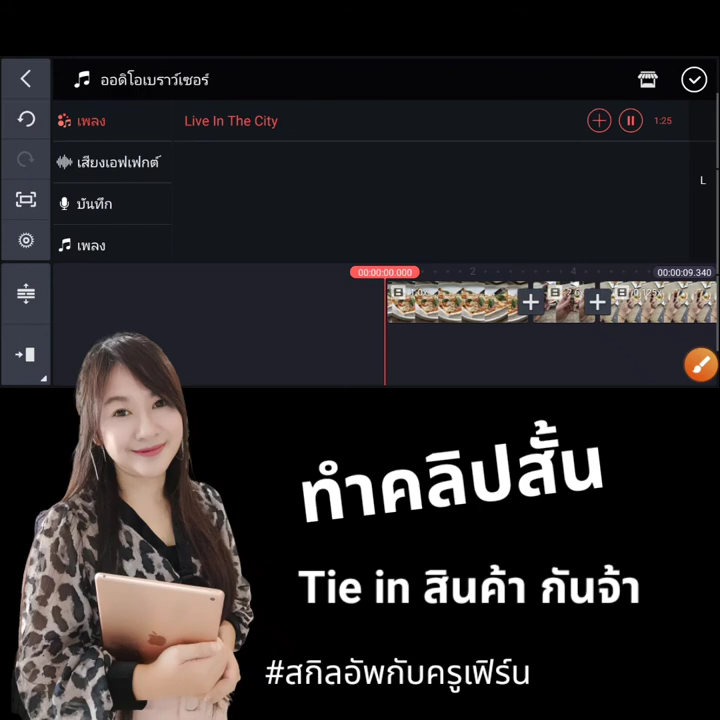 ออดิโอเบราว์เซอร์
เพลง
Live In The City
1:25
เสียงเอฟเฟกต์
L
บันทึก
เพลง
00:00:00.000
2
4
00:00:09.340
ทำคลิปสั้น
Tie in สินค้า กันจ้า
#สกิลอัพกับครูเฟิร์น